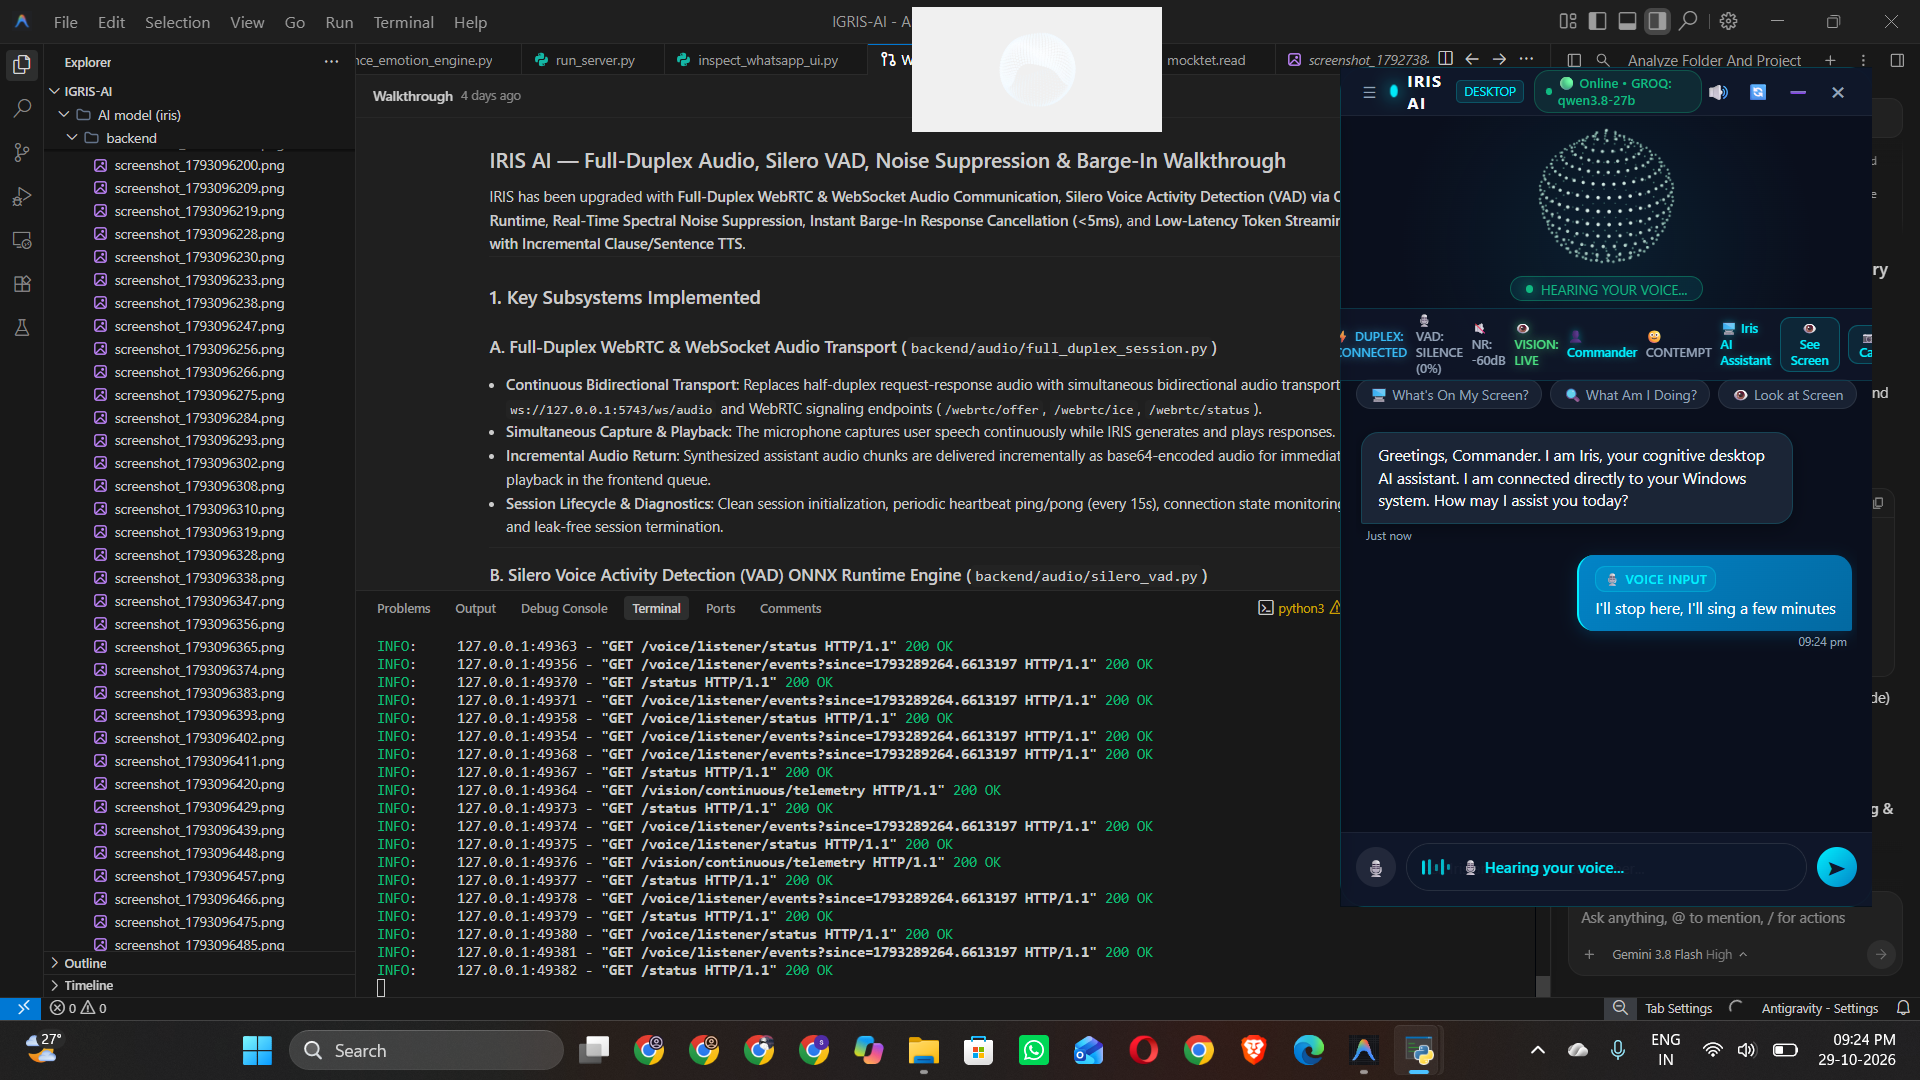 File Edit Selection View Go Run Terminal Help
IGRIS-AI - A
Explorer
IGRIS-AI
AI model (iris)
backend
screenshot_1793096200.png
screenshot_1793096209.png
screenshot_1793096219.png
screenshot_1793096228.png
screenshot_1793096230.png
screenshot_1793096233.png
screenshot_1793096238.png
screenshot_1793096247.png
screenshot_1793096256.png
screenshot_1793096266.png
screenshot_1793096275.png
screenshot_1793096284.png
screenshot_1793096293.png
screenshot_1793096302.png
screenshot_1793096308.png
screenshot_1793096310.png
screenshot_1793096319.png
screenshot_1793096328.png
screenshot_1793096338.png
screenshot_1793096347.png
screenshot_1793096356.png
screenshot_1793096365.png
screenshot_1793096374.png
screenshot_1793096383.png
screenshot_1793096393.png
screenshot_1793096402.png
screenshot_1793096411.png
screenshot_1793096420.png
screenshot_1793096429.png
screenshot_1793096439.png
screenshot_1793096448.png
screenshot_1793096457.png
screenshot_1793096466.png
screenshot_1793096475.png
screenshot_1793096485.png
Outline
Timeline
nce_emotion_engine.py run_server.py inspect_whatsapp_ui.py W mocktet.read screenshot_1792738
Walkthrough 4 days ago
IRIS AI — Full-Duplex Audio, Silero VAD, Noise Suppression & Barge-In Walkthrough
IRIS has been upgraded with Full-Duplex WebRTC & WebSocket Audio Communication, Silero Voice Activity Detection (VAD) via O
Runtime, Real-Time Spectral Noise Suppression, Instant Barge-In Response Cancellation (<5ms), and Low-Latency Token Streamin
with Incremental Clause/Sentence TTS.
1. Key Subsystems Implemented
A. Full-Duplex WebRTC & WebSocket Audio Transport ( backend/audio/full_duplex_session.py )
• Continuous Bidirectional Transport: Replaces half-duplex request-response audio with simultaneous bidirectional audio transport
ws://127.0.0.1:5743/ws/audio and WebRTC signaling endpoints ( /webrtc/offer , /webrtc/ice , /webrtc/status ).
• Simultaneous Capture & Playback: The microphone captures user speech continuously while IRIS generates and plays responses.
• Incremental Audio Return: Synthesized assistant audio chunks are delivered incrementally as base64-encoded audio for immediat
playback in the frontend queue.
• Session Lifecycle & Diagnostics: Clean session initialization, periodic heartbeat ping/pong (every 15s), connection state monitoring
and leak-free session termination.
B. Silero Voice Activity Detection (VAD) ONNX Runtime Engine ( backend/audio/silero_vad.py )
Problems Output Debug Console Terminal Ports Comments
python3
INFO: 127.0.0.1:49363 - "GET /voice/listener/status HTTP/1.1" 200 OK
INFO: 127.0.0.1:49356 - "GET /voice/listener/events?since=1793289264.6613197 HTTP/1.1" 200 OK
INFO: 127.0.0.1:49370 - "GET /status HTTP/1.1" 200 OK
INFO: 127.0.0.1:49371 - "GET /voice/listener/events?since=1793289264.6613197 HTTP/1.1" 200 OK
INFO: 127.0.0.1:49358 - "GET /voice/listener/status HTTP/1.1" 200 OK
INFO: 127.0.0.1:49354 - "GET /voice/listener/events?since=1793289264.6613197 HTTP/1.1" 200 OK
INFO: 127.0.0.1:49368 - "GET /voice/listener/events?since=1793289264.6613197 HTTP/1.1" 200 OK
INFO: 127.0.0.1:49367 - "GET /status HTTP/1.1" 200 OK
INFO: 127.0.0.1:49364 - "GET /vision/continuous/telemetry HTTP/1.1" 200 OK
INFO: 127.0.0.1:49373 - "GET /status HTTP/1.1" 200 OK
INFO: 127.0.0.1:49374 - "GET /voice/listener/events?since=1793289264.6613197 HTTP/1.1" 200 OK
INFO: 127.0.0.1:49375 - "GET /voice/listener/status HTTP/1.1" 200 OK
INFO: 127.0.0.1:49376 - "GET /vision/continuous/telemetry HTTP/1.1" 200 OK
INFO: 127.0.0.1:49377 - "GET /status HTTP/1.1" 200 OK
INFO: 127.0.0.1:49378 - "GET /voice/listener/events?since=1793289264.6613197 HTTP/1.1" 200 OK
INFO: 127.0.0.1:49379 - "GET /status HTTP/1.1" 200 OK
INFO: 127.0.0.1:49380 - "GET /voice/listener/status HTTP/1.1" 200 OK
INFO: 127.0.0.1:49381 - "GET /voice/listener/events?since=1793289264.6613197 HTTP/1.1" 200 OK
INFO: 127.0.0.1:49382 - "GET /status HTTP/1.1" 200 OK
Analyze Folder And Project
IRIS
AI
DESKTOP
Online • GROQ:
qwen3.8-27b
HEARING YOUR VOICE...
DUPLEX:
CONNECTED
VAD:
SILENCE
(0%)
NR:
-60dB
VISION:
LIVE
Commander
CONTEMPT
Iris
AI
Assistant
See
Screen
Ca
What's On My Screen? What Am I Doing? Look at Screen
Greetings, Commander. I am Iris, your cognitive desktop
AI assistant. I am connected directly to your Windows
system. How may I assist you today?
Just now
VOICE INPUT
I'll stop here, I'll sing a few minutes
09:24 pm
Hearing your voice...
ry
nd
de)
g &
Ask anything, @ to mention, / for actions
Gemini 3.8 Flash High
0 0
Tab Settings Antigravity - Settings
27°
Search
ENG
IN
09:24 PM
29-10-2026